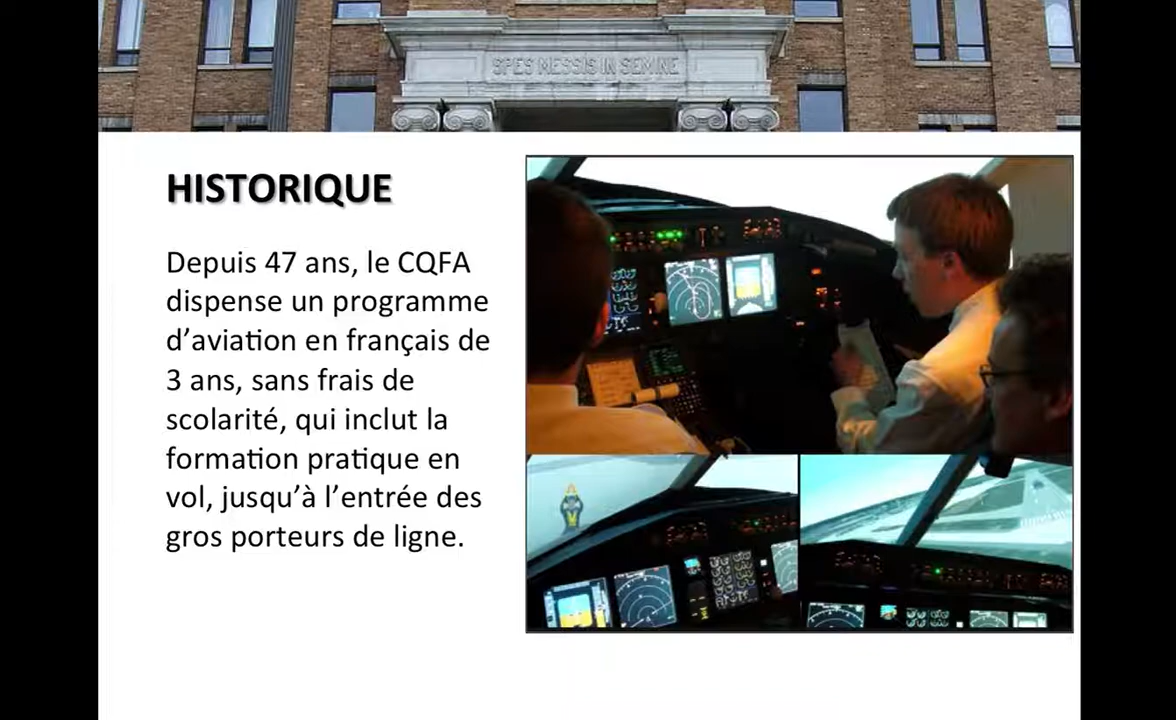 SPES MESSIS IN SEMINE
HISTORIQUE
Depuis 47 ans, le CQFA
dispense un programme
d’aviation en français de
3 ans, sans frais de
scolarité, qui inclut la
formation pratique en
vol, jusqu’à l’entrée des
gros porteurs de ligne.